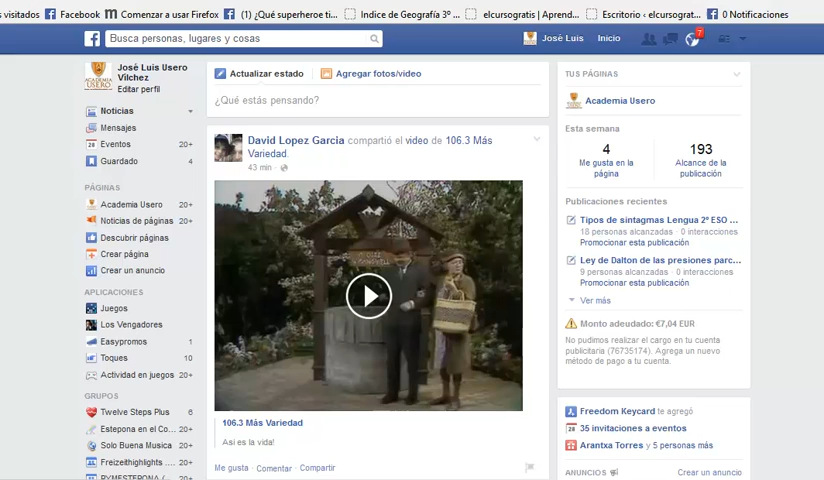 s visitados
Facebook
Comenzar a usar Firefox
(1) ¿Qué superhéroe ti...
Indice de Geografía 3º ...
elcursogratis | Aprend...
Escritorio ‹ elcursograt...
0 Notificaciones
Busca personas, lugares y cosas
José Luis
Inicio
7
José Luis Usero
Vílchez
Editar perfil
Noticias
Mensajes
Eventos 20+
Guardado 4
PÁGINAS
Academia Usero 20+
Noticias de páginas 20+
Descubrir páginas
Crear página
Crear un anuncio
APLICACIONES
Juegos
Los Vengadores
Easypromos 1
Toques 10
Actividad en juegos 20+
GRUPOS
Twelve Steps Plus 6
Estepona en el Co... 20+
Solo Buena Musica 20+
Freizeithighlights ... 20+
PYMESTEPONA (... 20+
Actualizar estado
Agregar fotos/video
¿Qué estás pensando?
David Lopez Garcia compartió el video de 106.3 Más
Variedad.
43 min ·
106.3 Más Variedad
Asi es la vida!
Me gusta · Comentar · Compartir
TUS PÁGINAS
ACADEMIA
USERO
Academia Usero
Esta semana
4
Me gusta en la
página
193
Alcance de la
publicación
Publicaciones recientes
Tipos de sintagmas Lengua 2º ESO ...
18 personas alcanzadas · 0 interacciones
Promocionar esta publicación
Ley de Dalton de las presiones parc...
9 personas alcanzadas · 0 interacciones
Promocionar esta publicación
Ver más
Monto adeudado: €7,04 EUR
No pudimos realizar el cargo en tu cuenta
publicitaria (76735174). Agrega un nuevo
método de pago a tu cuenta.
Freedom Keycard te agregó
35 invitaciones a eventos
Arantxa Torres y 5 personas más
ANUNCIOS
Crear un anuncio